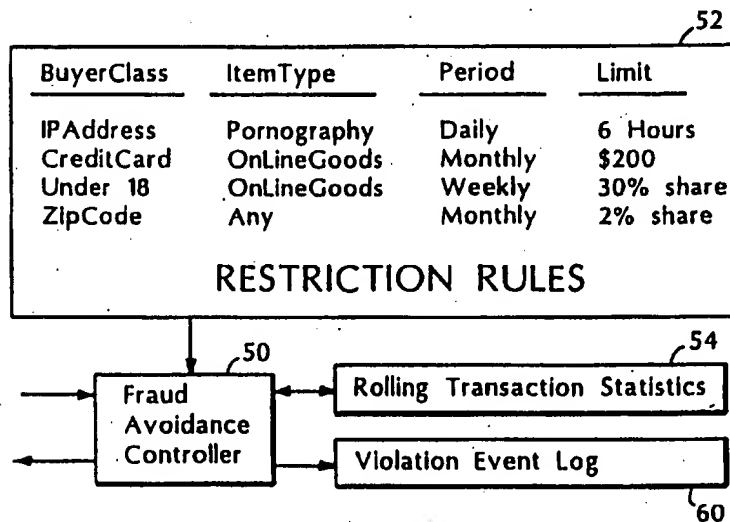 52
BuyerClass ItemType Period Limit
IPAddress Pornography Daily 6 Hours
CreditCard OnLineGoods Monthly $200
Under 18 OnLineGoods Weekly 30% share
ZipCode Any Monthly 2% share
RESTRICTION RULES
50
54
Fraud
Avoidance
Controller
Rolling Transaction Statistics
Violation Event Log
60